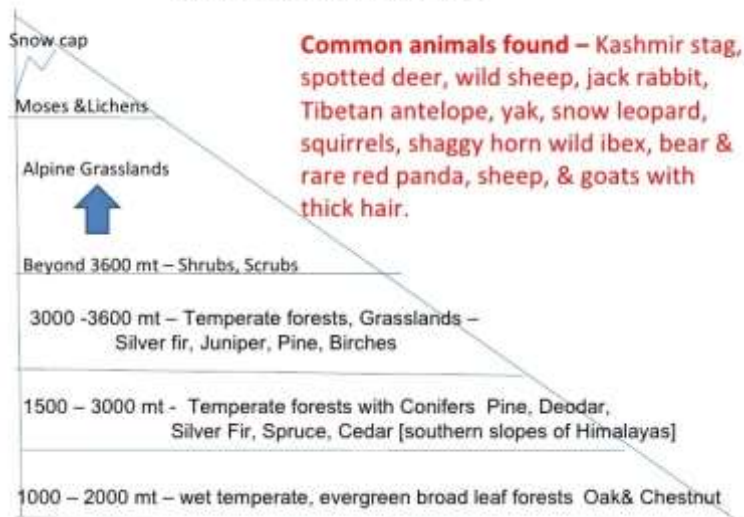 Snow cap
Common animals found – Kashmir stag,
spotted deer, wild sheep, jack rabbit,
Tibetan antelope, yak, snow leopard,
squirrels, shaggy horn wild ibex, bear &
rare red panda, sheep, & goats with
thick hair.
Moses &Lichens
Alpine Grasslands
Beyond 3600 mt – Shrubs, Scrubs
3000 -3600 mt – Temperate forests, Grasslands –
Silver fir, Juniper, Pine, Birches
1500 – 3000 mt - Temperate forests with Conifers Pine, Deodar,
Silver Fir, Spruce, Cedar [southern slopes of Himalayas]
1000 – 2000 mt – wet temperate, evergreen broad leaf forests Oak& Chestnut